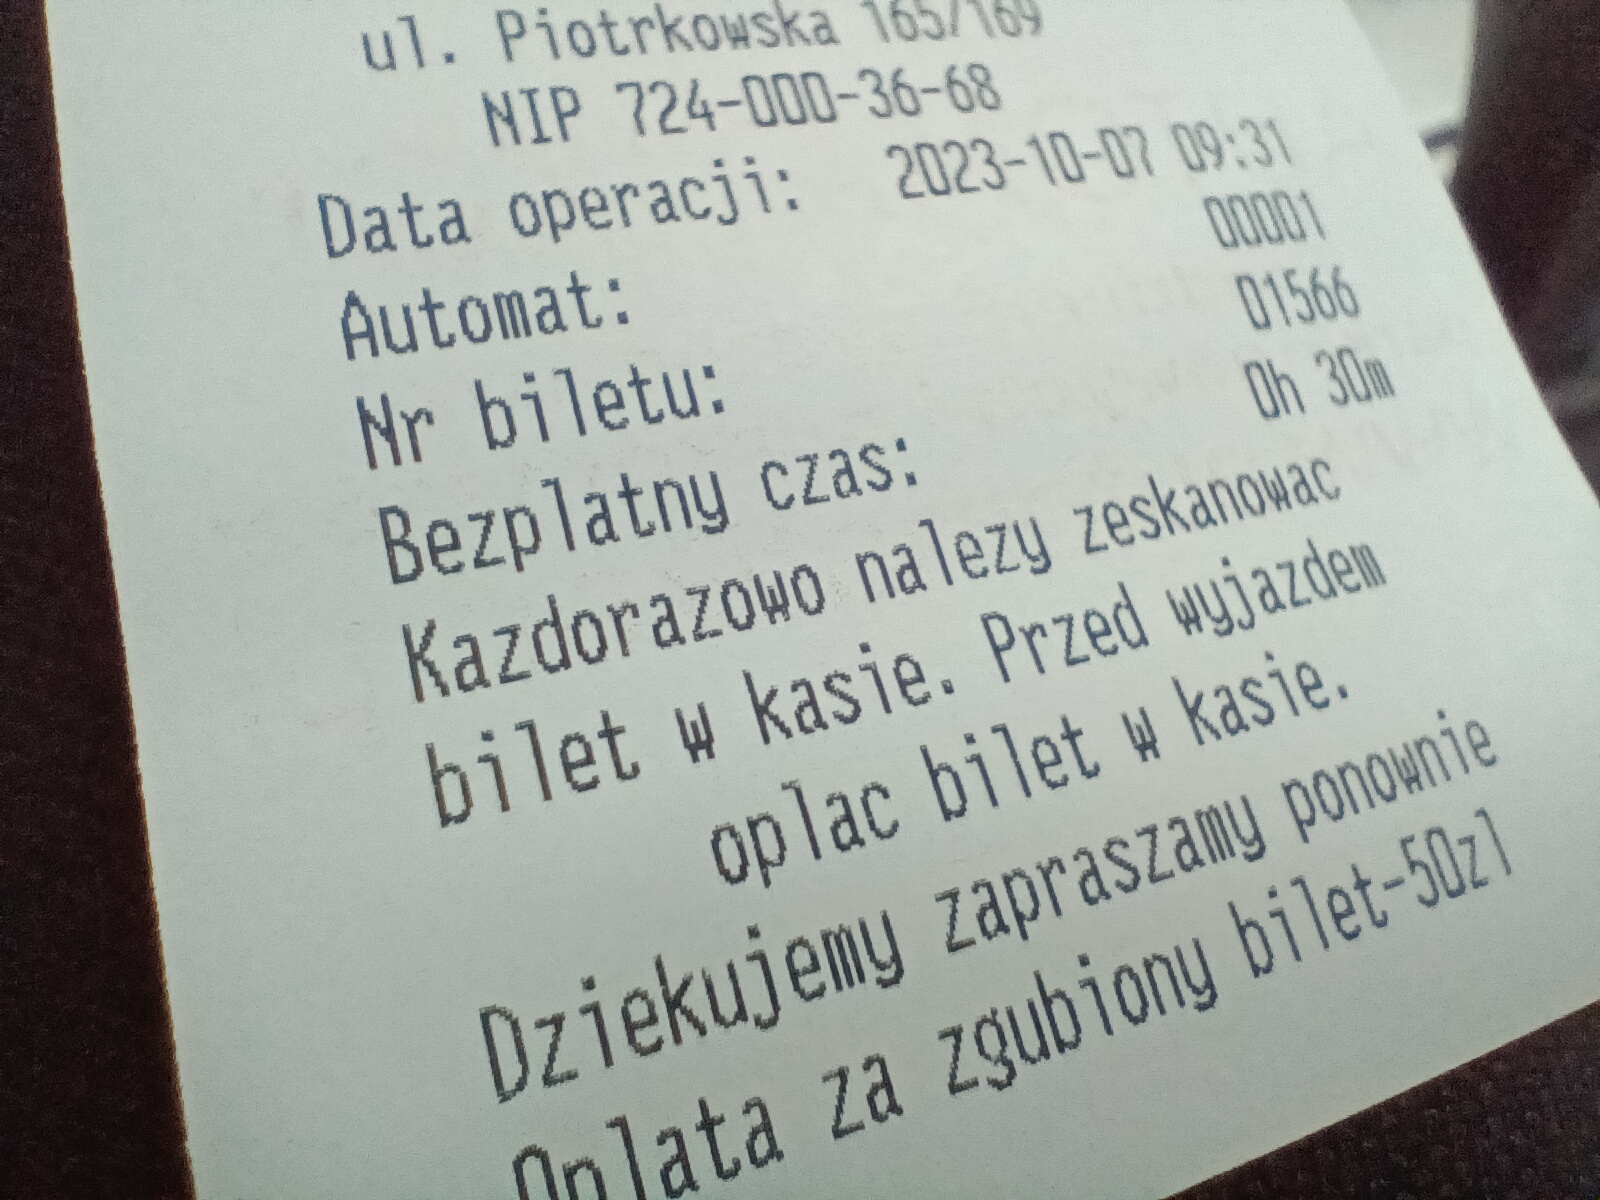 ul. Piotrkowska 165/169
NIP 724-000-36-68
Data operacji: 2023-10-07 09:31
Automat: 00001
Nr biletu: 01566
Bezplatny czas: 0h 30m
Kazdorazowo nalezy zeskanowac
bilet w kasie. Przed wyjazdem
oplac bilet w kasie.
Dziekujemy zapraszamy ponownie
Oplata za zgubiony bilet-50zl